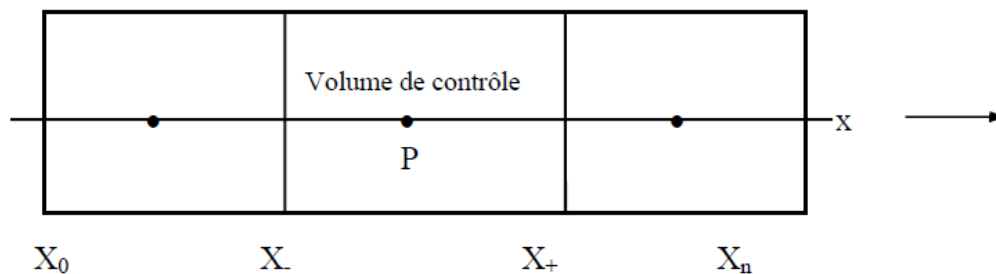 Volume de contrôle
x
P
X₀ X₋ X₊ Xₙ